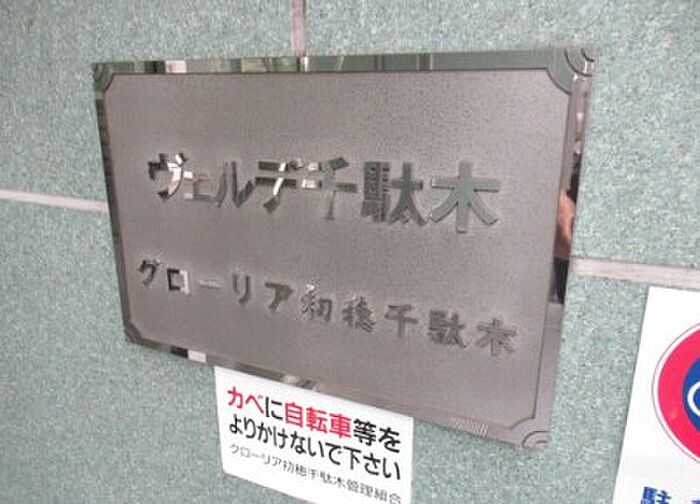 ヴェルデ千駄木
グローリア初穂千駄木
カベに自転車等を
よりかけないで下さい
グローリア初穂千駄木管理組合
駐